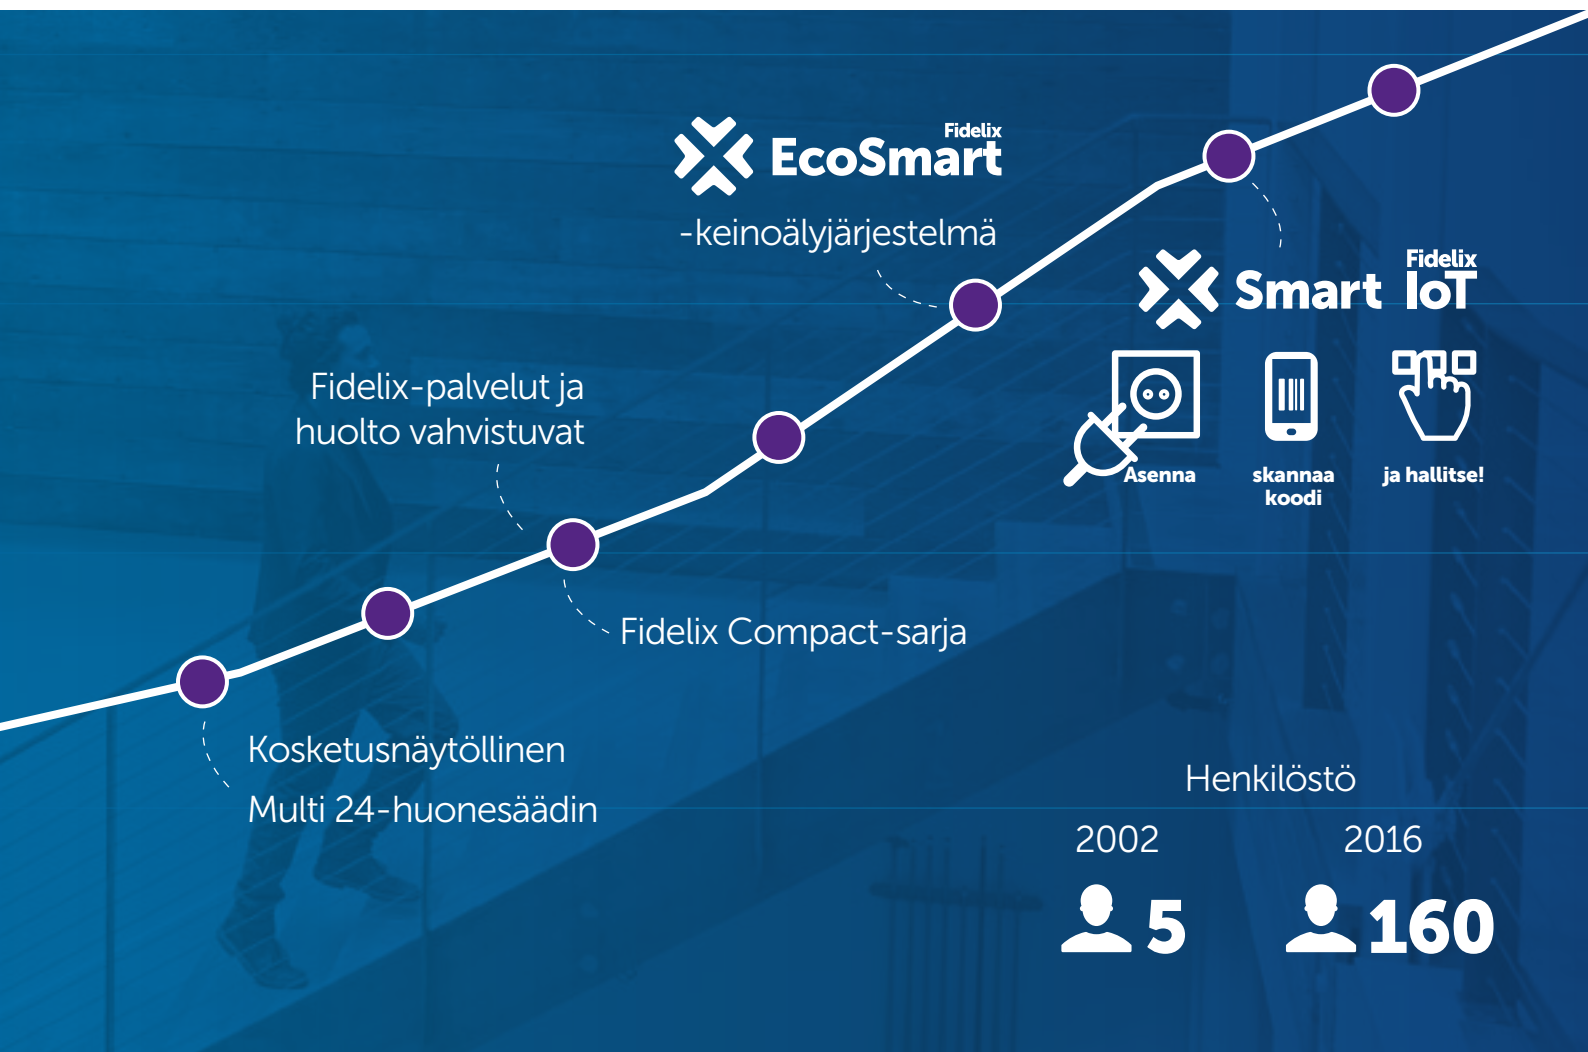 Fidelix
EcoSmart
-keinoälyjärjestelmä
Fidelix
Smart IoT
Asenna
skannaa
koodi
ja hallitse!
Fidelix-palvelut ja
huolto vahvistuvat
Fidelix Compact-sarja
Kosketusnäytöllinen
Multi 24-huonesäädin
Henkilöstö
2002
2016
5
160